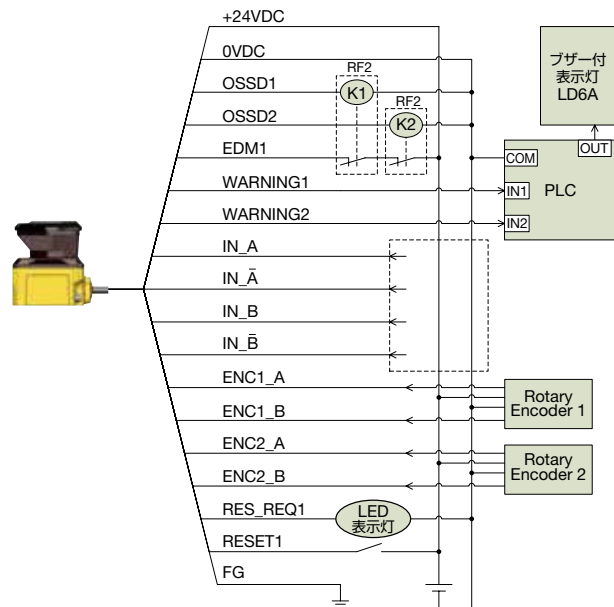 +24VDC
0VDC
OSSD1
OSSD2
EDM1
WARNING1
WARNING2
IN_A
IN_Ā
IN_B
IN_B̄
ENC1_A
ENC1_B
ENC2_A
ENC2_B
RES_REQ1
RESET1
FG
RF2
K1
RF2
K2
LED
表示灯
ブザー付
表示灯
LD6A
OUT
COM
IN1
PLC
IN2
Rotary
Encoder 1
Rotary
Encoder 2